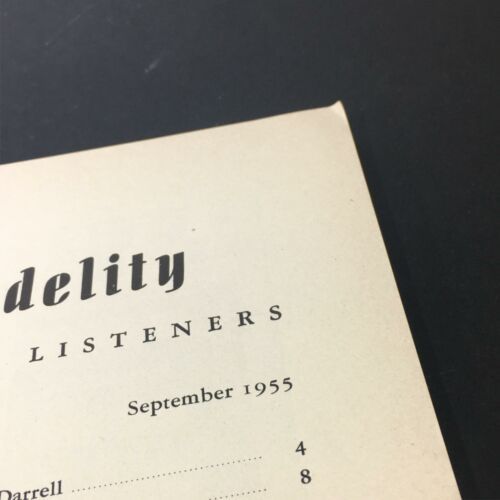 delity
LISTENERS
September 1955
4
Darrell 8